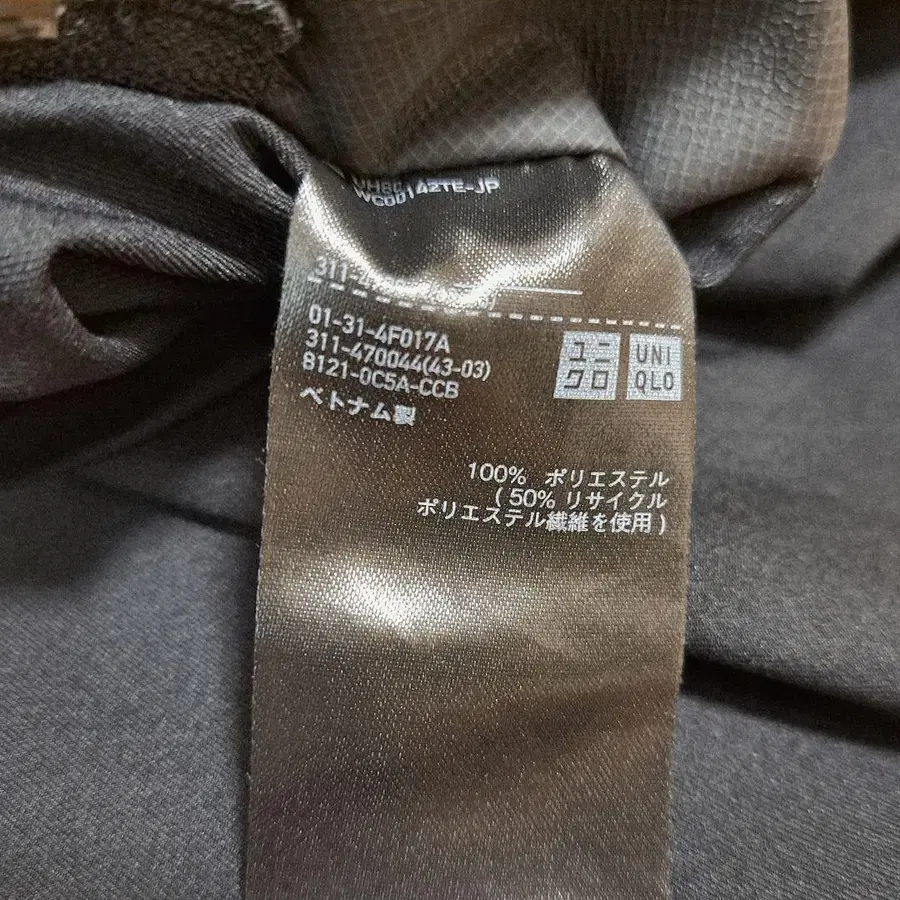 WC00142TE-JP
01-31-4F017A
311-470044(43-03)
8121-0C5A-CCB
ベトナム製
ユニ
クロ
UNI
QLO
100% ポリエステル
( 50% リサイクル
ポリエステル繊維を使用 )